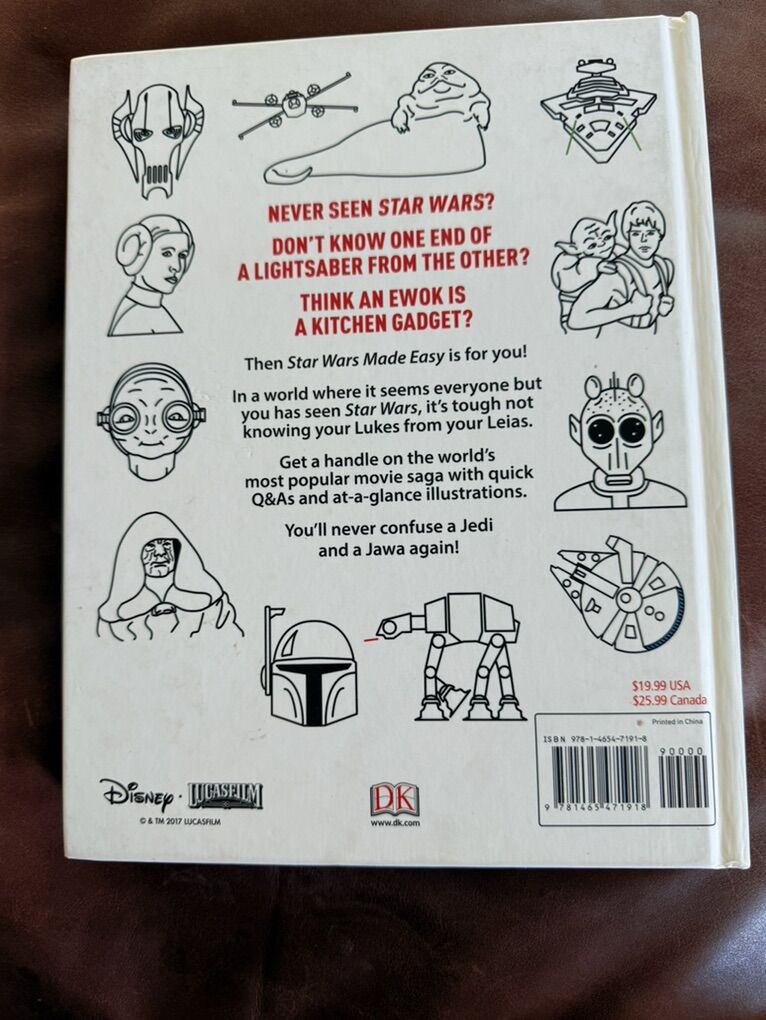 NEVER SEEN STAR WARS?
DON'T KNOW ONE END OF
A LIGHTSABER FROM THE OTHER?
THINK AN EWOK IS
A KITCHEN GADGET?
Then Star Wars Made Easy is for you!
In a world where it seems everyone but
you has seen Star Wars, it's tough not
knowing your Lukes from your Leias.
Get a handle on the world's
most popular movie saga with quick
Q&As and at-a-glance illustrations.
You'll never confuse a Jedi
and a Jawa again!
$19.99 USA
$25.99 Canada
Printed in China
ISBN 978-1-4654-7191-8
90000
9 781465 471918
Disney · LUCASFILM
© & TM 2017 LUCASFILM
DK
www.dk.com